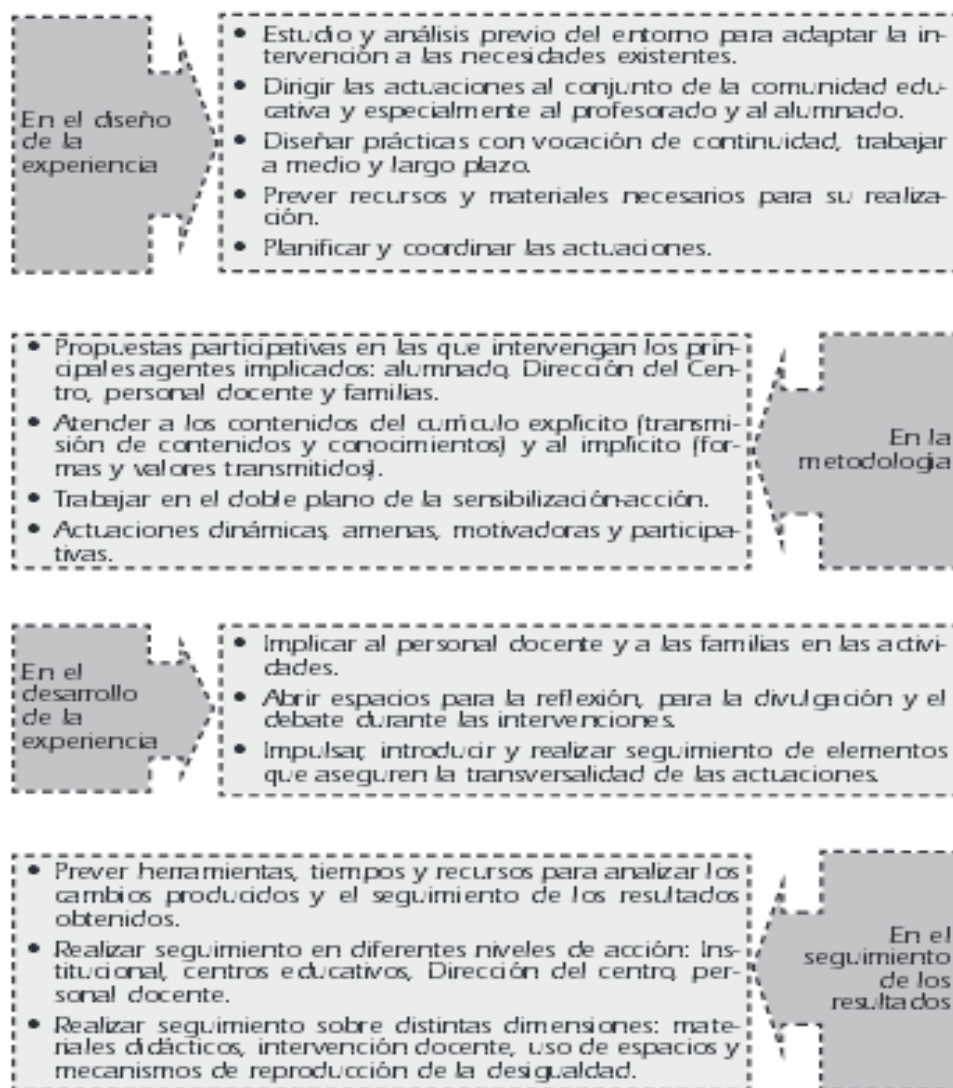 En el diseño
de la
experiencia
• Estudio y análisis previo del entorno para adaptar la in-
tervención a las necesidades existentes.
• Dirigir las actuaciones al conjunto de la comunidad edu-
cativa y especialmente al profesorado y al alumnado.
• Diseñar prácticas con vocación de continuidad, trabajar
a medio y largo plazo.
• Prever recursos y materiales necesarios para su realiza-
ción.
• Planificar y coordinar las actuaciones.
• Propuestas participativas en las que intervengan los prin-
cipales agentes implicados: alumnado, Dirección del Cen-
tro, personal docente y familias.
• Atender a los contenidos del currículo explícito (transmi-
sión de contenidos y conocimientos) y al implícito (for-
mas y valores transmitidos).
• Trabajar en el doble plano de la sensibilización-acción.
• Actuaciones dinámicas, amenas, motivadoras y participa-
tivas.
En la
metodología
En el
desarrollo
de la
experiencia
• Implicar al personal docente y a las familias en las activi-
dades.
• Abrir espacios para la reflexión, para la divulgación y el
debate durante las intervenciones.
• Impulsar, introducir y realizar seguimiento de elementos
que aseguren la transversalidad de las actuaciones.
• Prever herramientas, tiempos y recursos para analizar los
cambios producidos y el seguimiento de los resultados
obtenidos.
• Realizar seguimiento en diferentes niveles de acción: Ins-
titucional, centros educativos, Dirección del centro, per-
sonal docente.
• Realizar seguimiento sobre distintas dimensiones: mate-
riales didácticos, intervención docente, uso de espacios y
mecanismos de reproducción de la desigualdad.
En el
seguimiento
de los
resultados